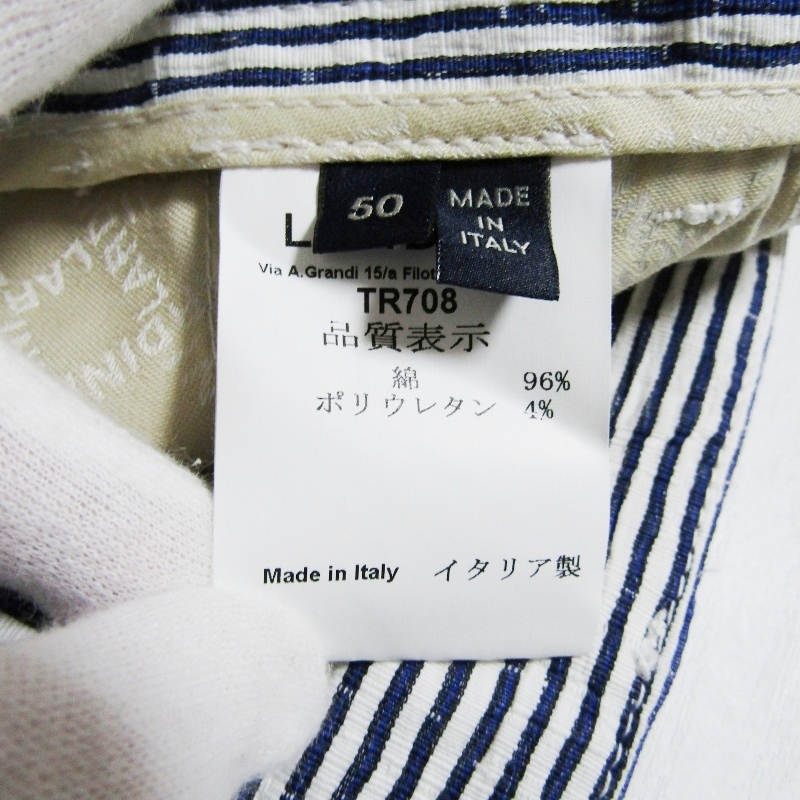 50
MADE
IN
ITALY
Via A.Grandi 15/a
TR708
品質表示
綿 96%
ポリウレタン 4%
Made in Italy イタリア製